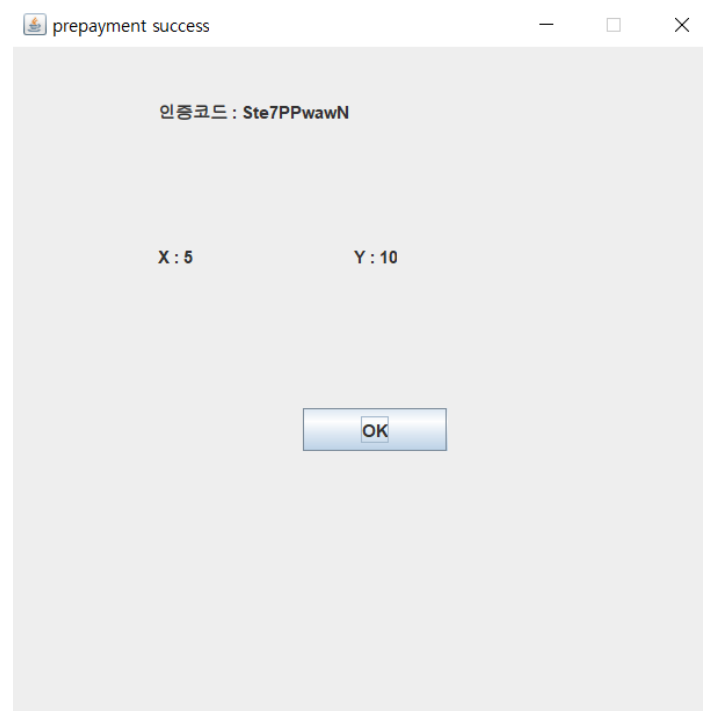 prepayment success
인증코드 : Ste7PPwawN
X : 5 Y : 10
OK